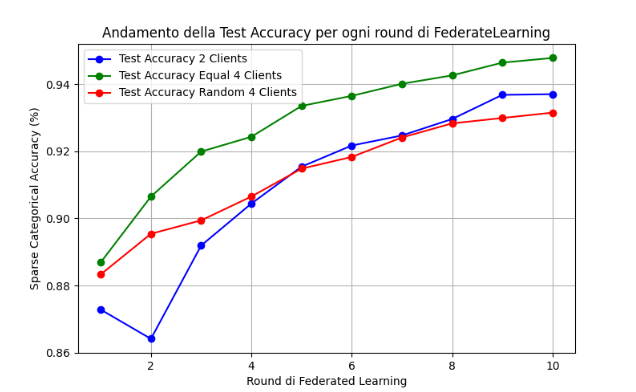 Andamento della Test Accuracy per ogni round di FederateLearning
Test Accuracy 2 Clients
Test Accuracy Equal 4 Clients
Test Accuracy Random 4 Clients
Sparse Categorical Accuracy (%)
0.94
0.92
0.90
0.88
0.86
2 4 6 8 10
Round di Federated Learning